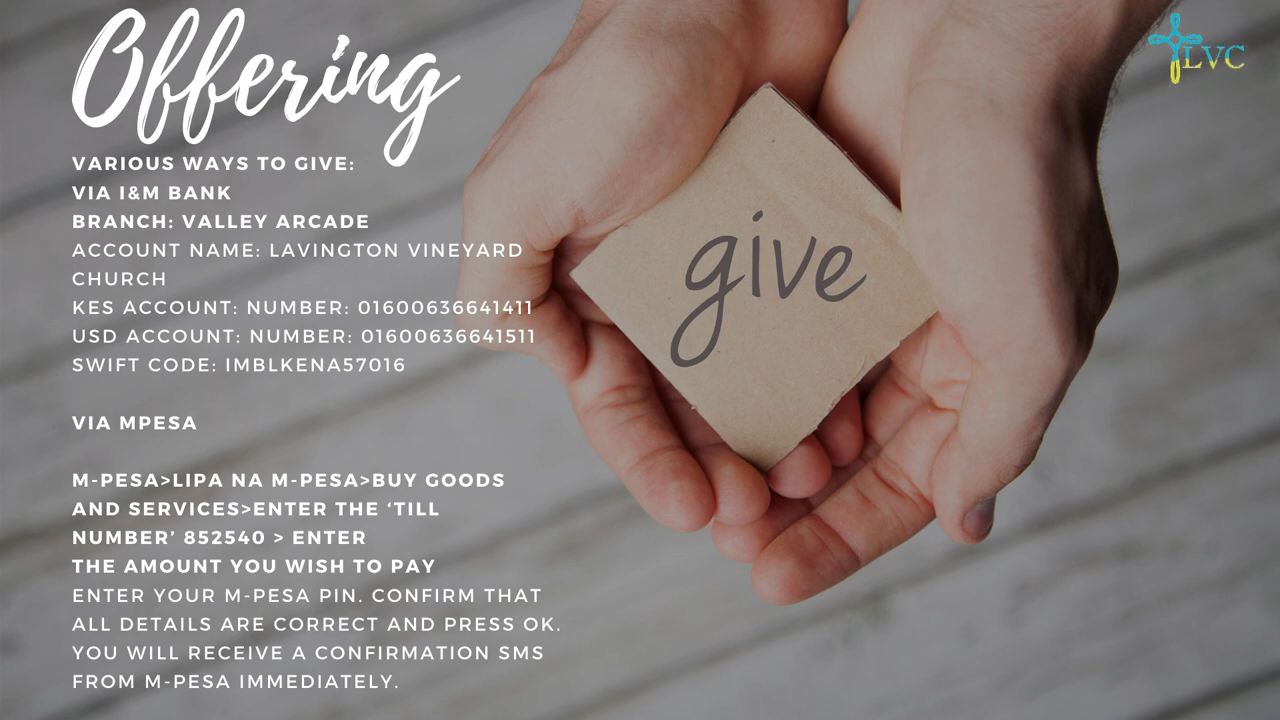 Offering
VARIOUS WAYS TO GIVE:
VIA I&M BANK
BRANCH: VALLEY ARCADE
ACCOUNT NAME: LAVINGTON VINEYARD
CHURCH
KES ACCOUNT: NUMBER: 01600636641411
USD ACCOUNT: NUMBER: 01600636641511
SWIFT CODE: IMBLKENA57016
VIA MPESA
M-PESA>LIPA NA M-PESA>BUY GOODS
AND SERVICES>ENTER THE ‘TILL
NUMBER’ 852540 > ENTER
THE AMOUNT YOU WISH TO PAY
ENTER YOUR M-PESA PIN. CONFIRM THAT
ALL DETAILS ARE CORRECT AND PRESS OK.
YOU WILL RECEIVE A CONFIRMATION SMS
FROM M-PESA IMMEDIATELY.
give
LVC